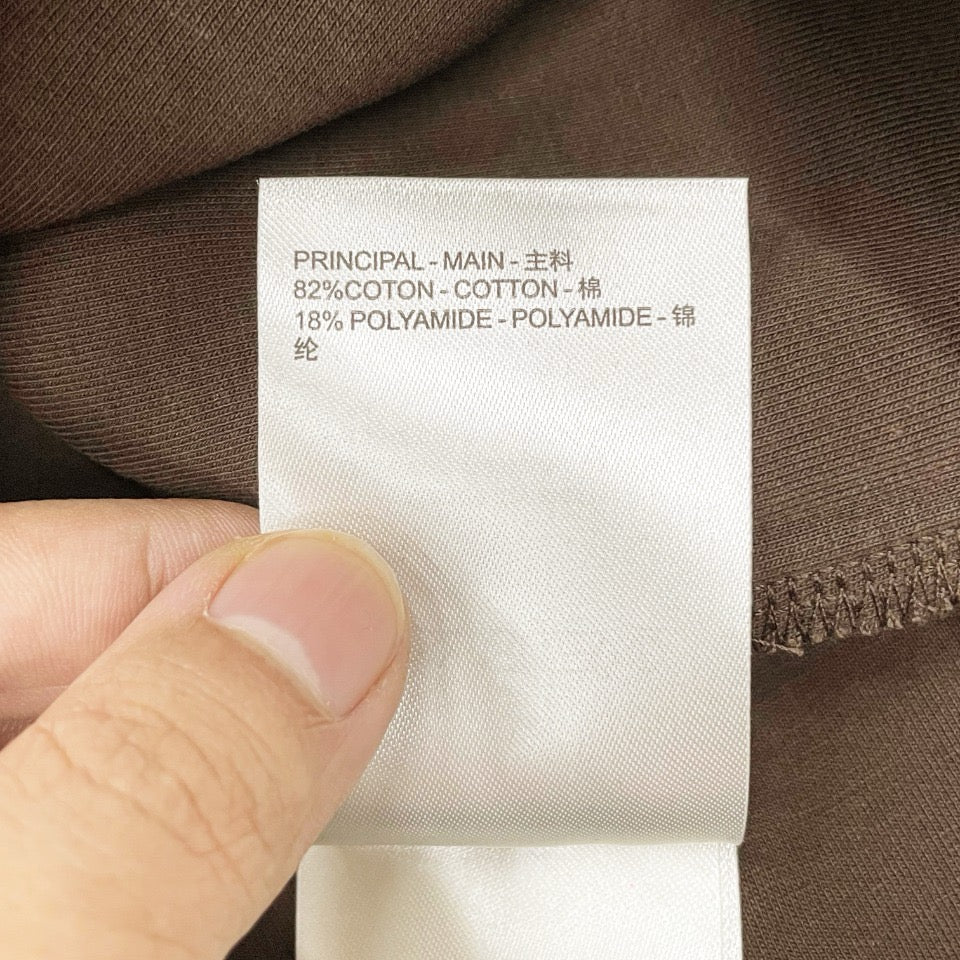 PRINCIPAL - MAIN - 主料
82%COTON - COTTON - 棉
18% POLYAMIDE - POLYAMIDE - 锦
纶